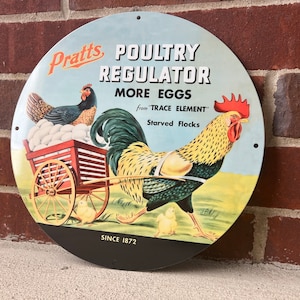 Pratts
POULTRY
REGULATOR
MORE EGGS
from "TRACE ELEMENT"
Starved Flocks
SINCE 1872